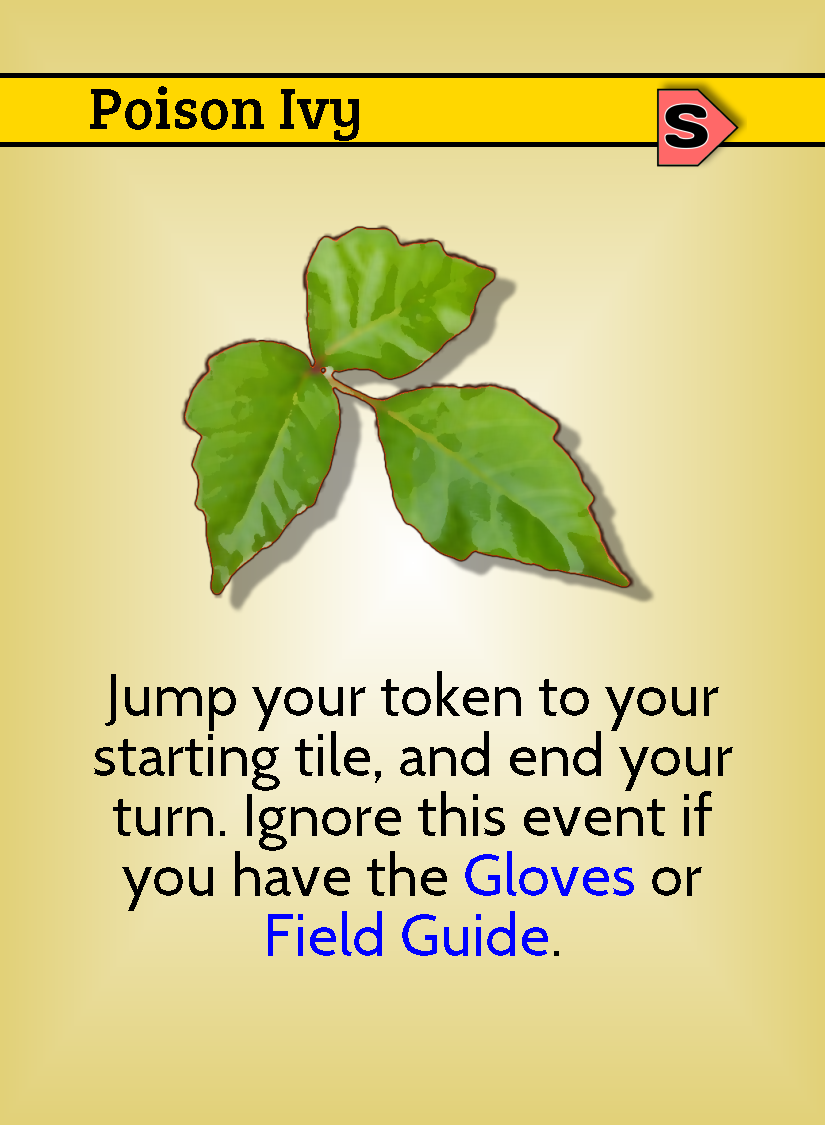 Poison Ivy
S
Jump your token to your
starting tile, and end your
turn. Ignore this event if
you have the Gloves or
Field Guide.